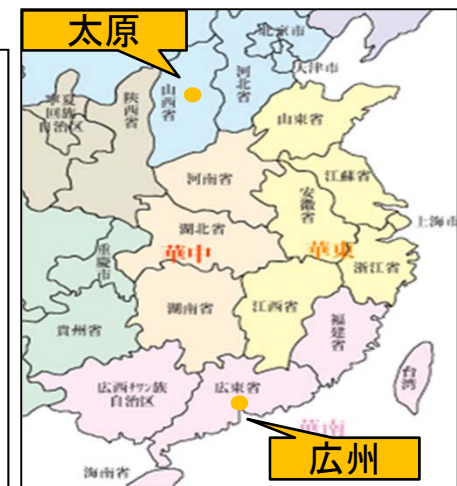 太原
北京市
天津市
河北省
山西省
陝西省
寧夏
回族
自治区
山東省
河南省
江蘇省
安徽省
上海市
湖北省
華中
華東
重慶市
浙江省
湖南省
江西省
貴州省
福建省
台湾
広西チワン族
自治区
広東省
華南
広州
海南省